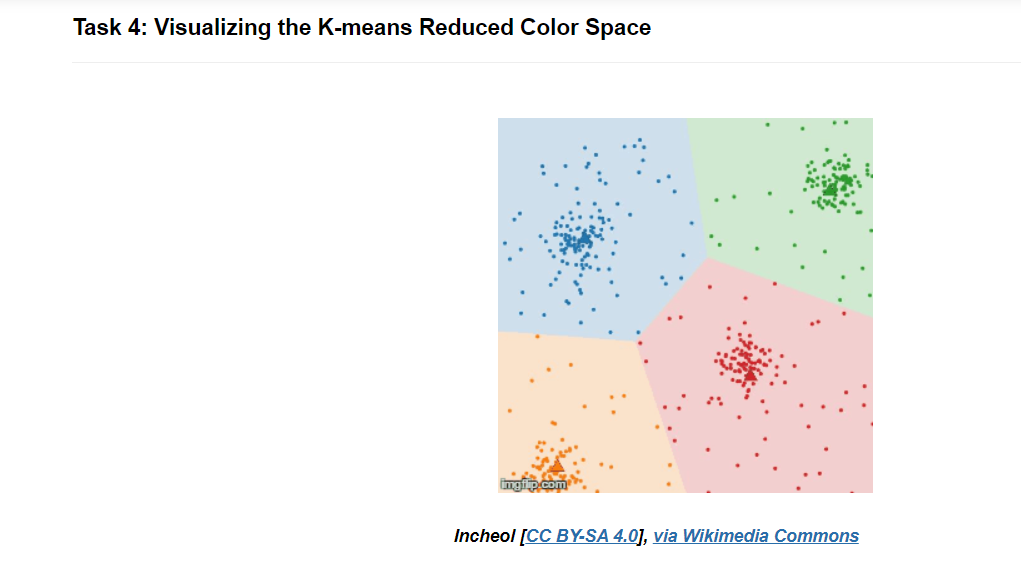 Task 4: Visualizing the K-means Reduced Color Space
imgflip.com
Incheol [CC BY-SA 4.0], via Wikimedia Commons